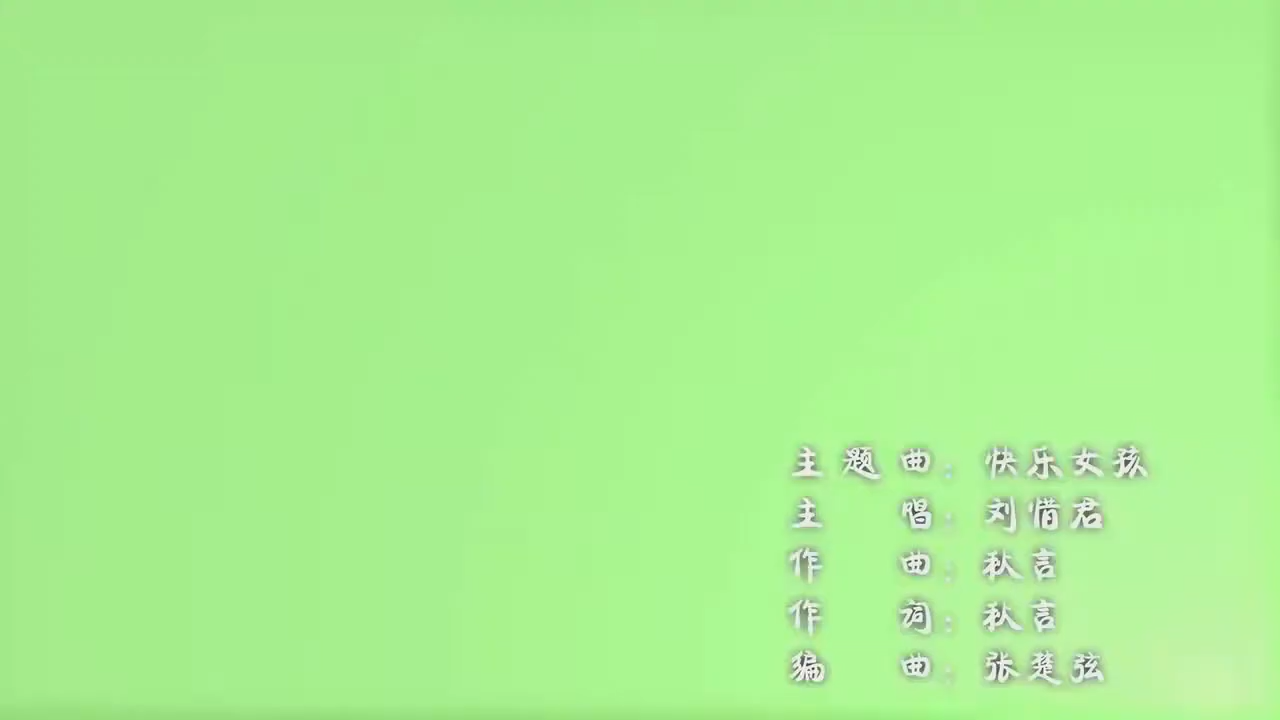 主题曲：快乐女孩
主唱：刘惜君
作曲：秋言
作词：秋言
编曲：张楚弦